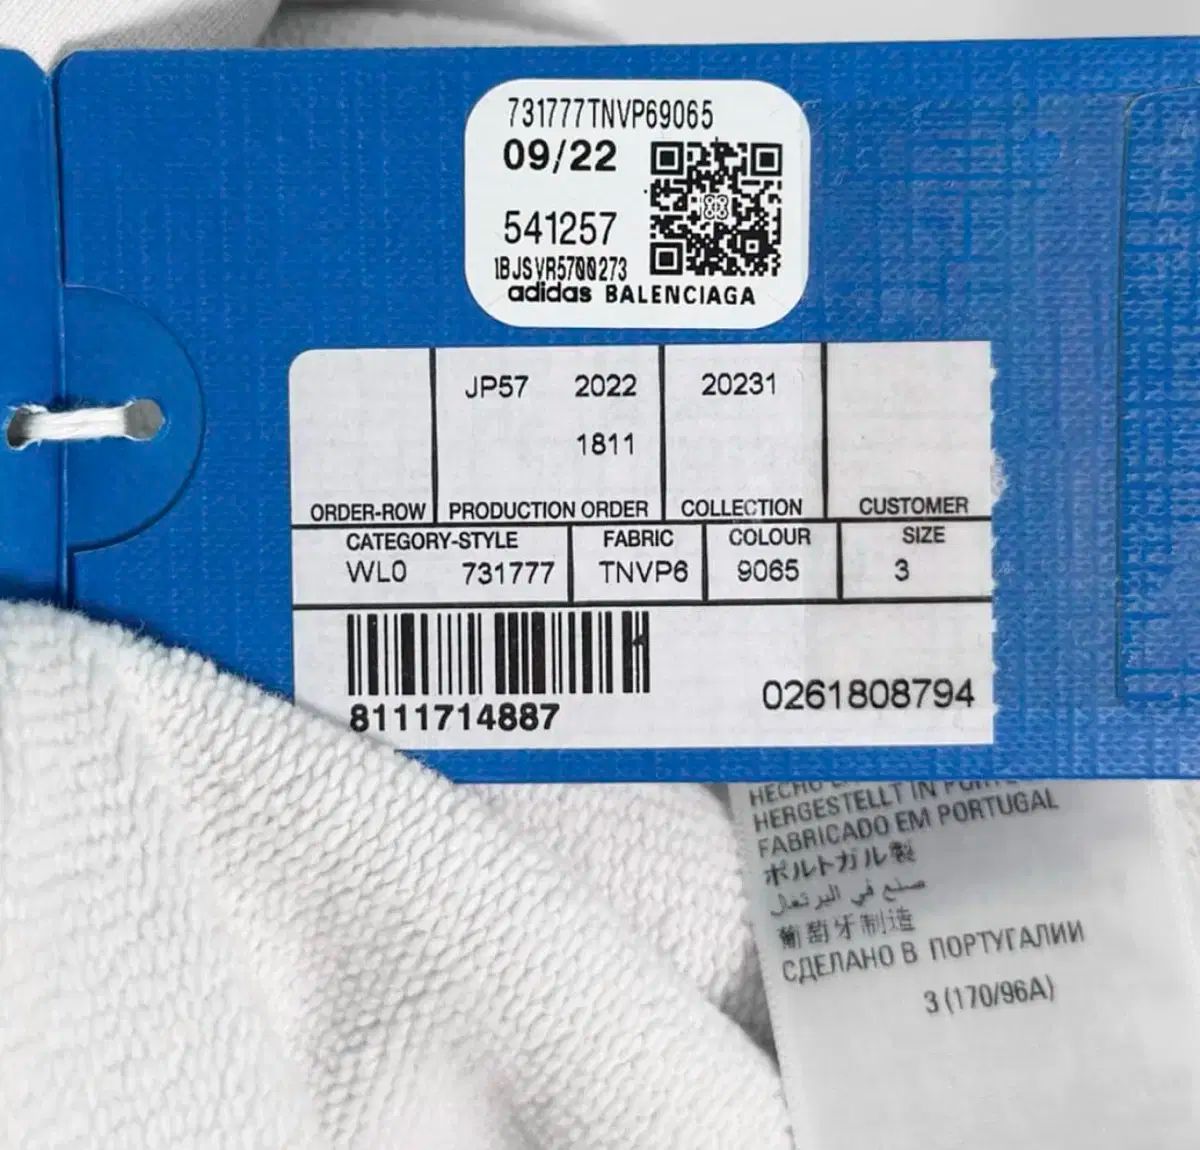 731777TNVP69065
09/22
541257
1BJSVR5700273
adidas BALENCIAGA
JP57 2022 20231
1811
ORDER-ROW PRODUCTION ORDER COLLECTION CUSTOMER
CATEGORY-STYLE FABRIC COLOUR SIZE
WL0 731777 TNVP6 9065 3
8111714887
0261808794
HECHO
HERGESTELLT IN
FABRICADO EM PORTUGAL
ポルトガル製
صنع في البرتغال
葡萄牙制造
СДЕЛАНО В ПОРТУГАЛИИ
3 (170/96A)